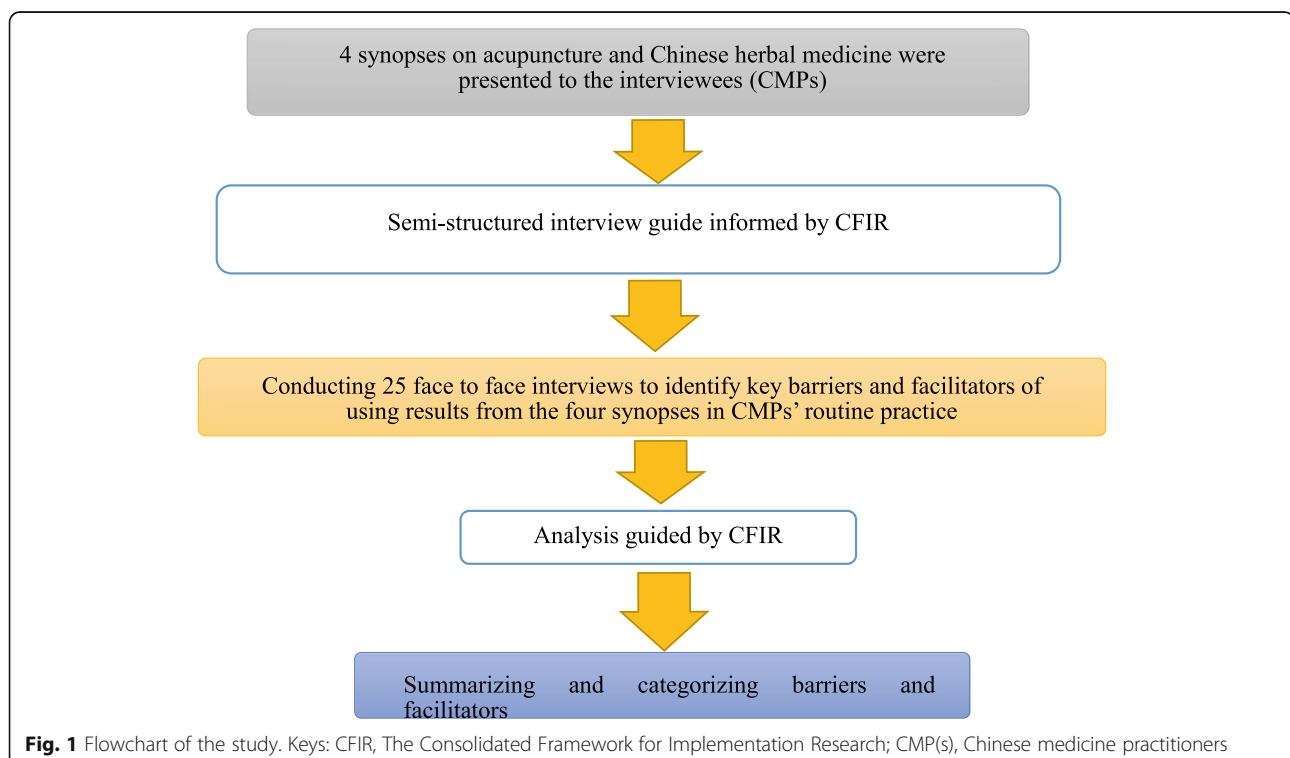 4 synopses on acupuncture and Chinese herbal medicine were
presented to the interviewees (CMPs)
Semi-structured interview guide informed by CFIR
Conducting 25 face to face interviews to identify key barriers and facilitators of
using results from the four synopses in CMPs’ routine practice
Analysis guided by CFIR
Summarizing and categorizing barriers and
facilitators
Fig. 1 Flowchart of the study. Keys: CFIR, The Consolidated Framework for Implementation Research; CMP(s), Chinese medicine practitioners